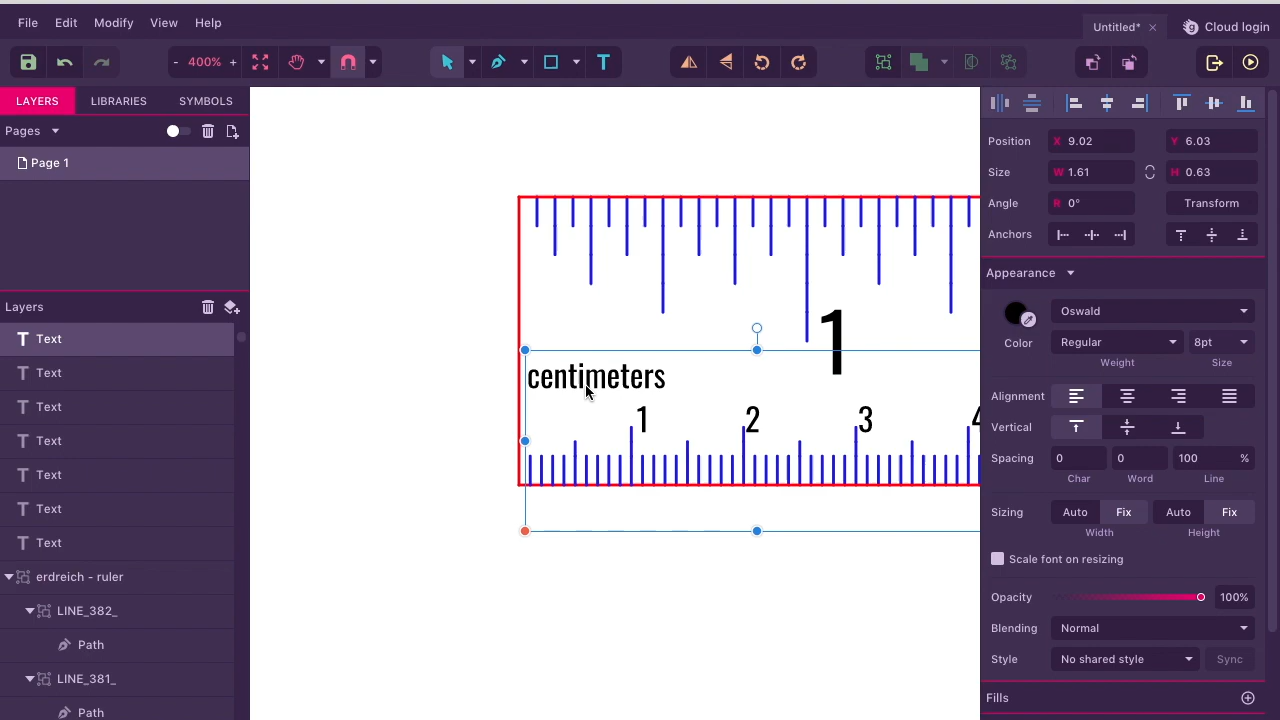 File Edit Modify View Help
Untitled* Cloud login
- 400% +
LAYERS LIBRARIES SYMBOLS
Pages
Page 1
Layers
Text
Text
Text
Text
Text
Text
Text
erdreich - ruler
LINE_382_
Path
LINE_381_
Path
1
centimeters
1 2 3 4
Position X 9.02 Y 6.03
Size W 1.61 H 0.63
Angle R 0° Transform
Anchors
Appearance
Color Oswald
Regular 8pt
Weight Size
Alignment
Vertical
Spacing 0 0 100 %
Char Word Line
Sizing Auto Fix Auto Fix
Width Height
Scale font on resizing
Opacity 100%
Blending Normal
Style No shared style Sync
Fills